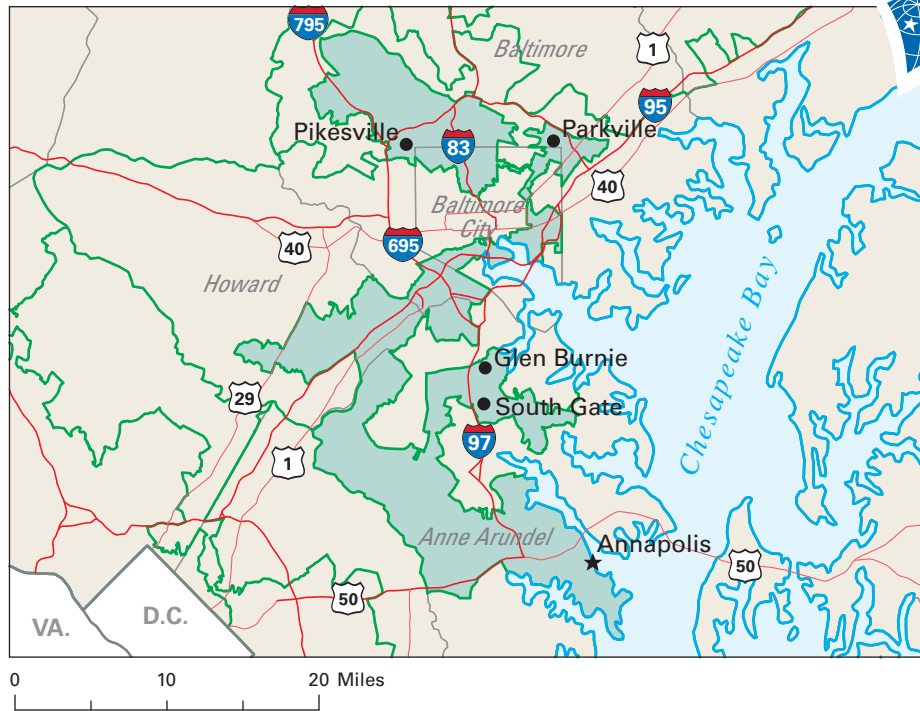 795
Baltimore
1
95
Pikesville
Parkville
83
40
Baltimore
City
40
695
Howard
Chesapeake Bay
Glen Burnie
29
South Gate
97
1
Anne Arundel
Annapolis
50
50
D.C.
VA.
0 10 20 Miles